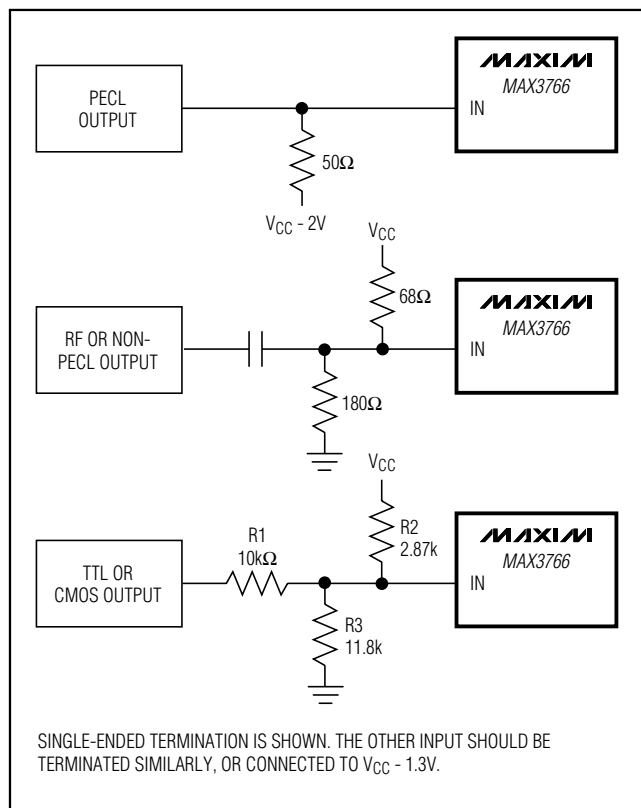 PECL
OUTPUT
MAXIM
MAX3766
IN
50Ω
VCC - 2V
VCC
68Ω
RF OR NON-
PECL OUTPUT
MAXIM
MAX3766
IN
180Ω
VCC
R1
10kΩ
R2
2.87k
TTL OR
CMOS OUTPUT
MAXIM
MAX3766
IN
R3
11.8k
SINGLE-ENDED TERMINATION IS SHOWN. THE OTHER INPUT SHOULD BE
TERMINATED SIMILARLY, OR CONNECTED TO VCC - 1.3V.